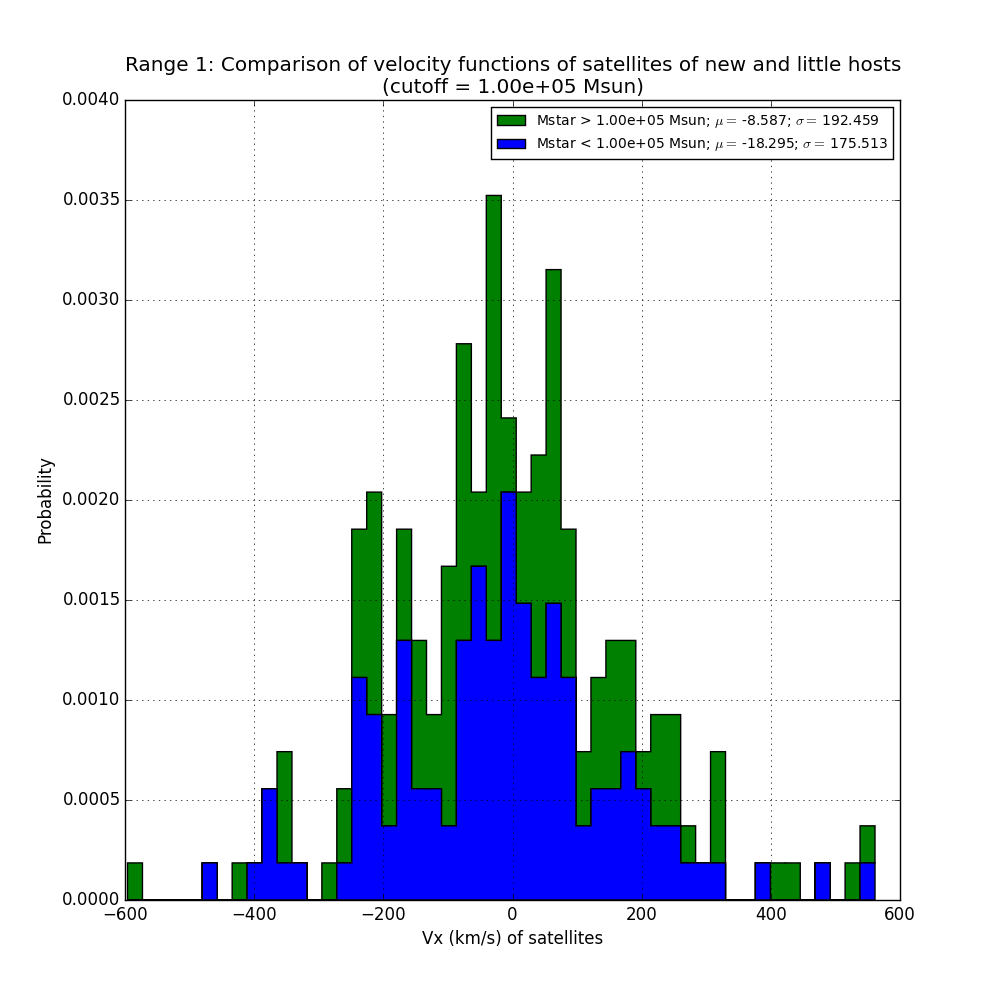 Range 1: Comparison of velocity functions of satellites of new and little hosts
(cutoff = 1.00e+05 Msun)
0.0040
Mstar > 1.00e+05 Msun; μ = -8.587; σ = 192.459
Mstar < 1.00e+05 Msun; μ = -18.295; σ = 175.513
0.0035
0.0030
0.0025
0.0020
0.0015
0.0010
0.0005
0.0000
Probability
−600 −400 −200 0 200 400 600
Vx (km/s) of satellites